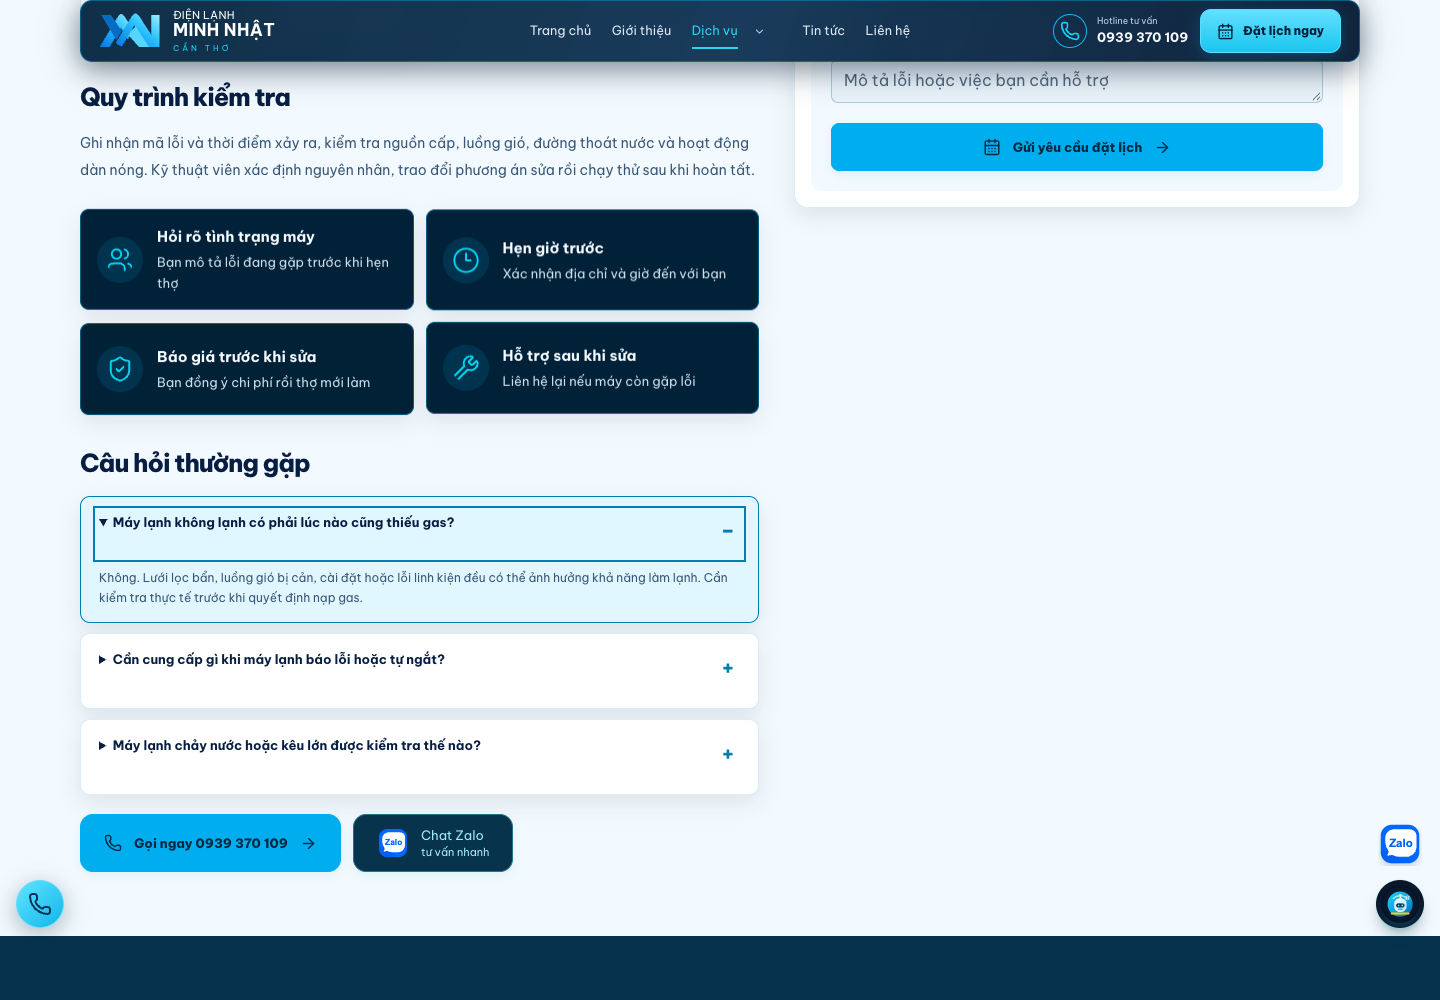 ĐIỆN LẠNH
MINH NHẬT
CẦN THƠ
Trang chủ
Giới thiệu
Dịch vụ
Tin tức
Liên hệ
Hotline tư vấn
0939 370 109
Đặt lịch ngay
Mô tả lỗi hoặc việc bạn cần hỗ trợ
Gửi yêu cầu đặt lịch
Quy trình kiểm tra
Ghi nhận mã lỗi và thời điểm xảy ra, kiểm tra nguồn cấp, luồng gió, đường thoát nước và hoạt động
dàn nóng. Kỹ thuật viên xác định nguyên nhân, trao đổi phương án sửa rồi chạy thử sau khi hoàn tất.
Hỏi rõ tình trạng máy
Bạn mô tả lỗi đang gặp trước khi hẹn
thợ
Hẹn giờ trước
Xác nhận địa chỉ và giờ đến với bạn
Báo giá trước khi sửa
Bạn đồng ý chi phí rồi thợ mới làm
Hỗ trợ sau khi sửa
Liên hệ lại nếu máy còn gặp lỗi
Câu hỏi thường gặp
Máy lạnh không lạnh có phải lúc nào cũng thiếu gas?
Không. Lưới lọc bẩn, luồng gió bị cản, cài đặt hoặc lỗi linh kiện đều có thể ảnh hưởng khả năng làm lạnh. Cần
kiểm tra thực tế trước khi quyết định nạp gas.
Cần cung cấp gì khi máy lạnh báo lỗi hoặc tự ngắt?
Máy lạnh chảy nước hoặc kêu lớn được kiểm tra thế nào?
Gọi ngay 0939 370 109
Zalo
Chat Zalo
tư vấn nhanh
Zalo